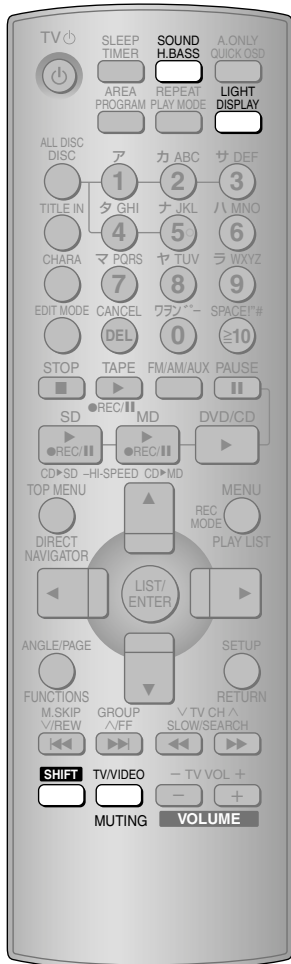 TV⏻ SLEEP TIMER SOUND H.BASS A.ONLY QUICK OSD
⏻
AREA PROGRAM REPEAT PLAY MODE LIGHT DISPLAY
ALL DISC
DISC ア カ ABC サ DEF
1 2 3
TITLE IN タ GHI ナ JKL ハ MNO
4 5 6
CHARA マ PQRS ヤ TUV ラ WXYZ
7 8 9
EDIT MODE CANCEL ワヲン゛゜ー SPACE!"#
DEL 0 ≧10
STOP TAPE FM/AM/AUX PAUSE
■ ▶ ❚❚
●REC/❚❚
SD MD DVD/CD
▶ ▶ ▶
●REC/❚❚ ●REC/❚❚
CD▶SD –HI-SPEED CD▶MD
TOP MENU ▲ MENU
REC MODE
DIRECT NAVIGATOR PLAY LIST
◀ LIST/ENTER ▶
ANGLE/PAGE SETUP
▼
FUNCTIONS RETURN
M.SKIP GROUP ∨ TV CH ∧
∨/REW ∧/FF SLOW/SEARCH
⏮ ⏭ ◀◀ ▶▶
SHIFT TV/VIDEO − TV VOL +
− +
MUTING VOLUME